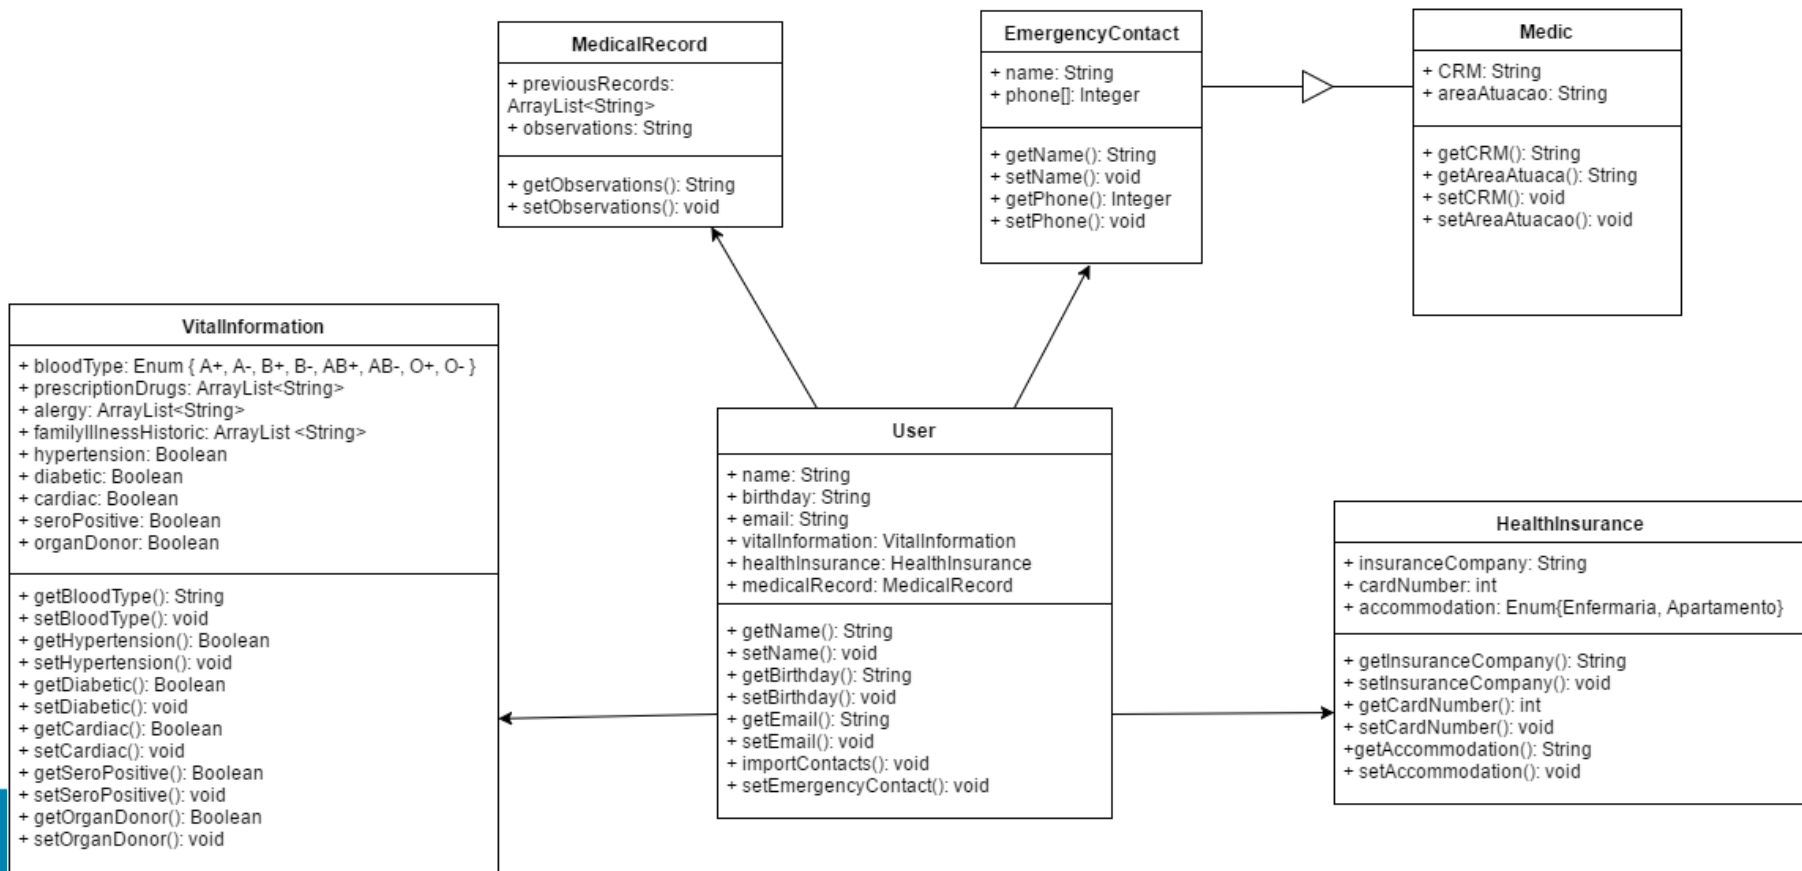 MedicalRecord
+ previousRecords:
ArrayList<String>
+ observations: String
+ getObservations(): String
+ setObservations(): void
EmergencyContact
+ name: String
+ phone[]: Integer
+ getName(): String
+ setName(): void
+ getPhone(): Integer
+ setPhone(): void
Medic
+ CRM: String
+ areaAtuacao: String
+ getCRM(): String
+ getAreaAtuaca(): String
+ setCRM(): void
+ setAreaAtuacao(): void
VitalInformation
+ bloodType: Enum { A+, A-, B+, B-, AB+, AB-, O+, O- }
+ prescriptionDrugs: ArrayList<String>
+ alergy: ArrayList<String>
+ familyIllnessHistoric: ArrayList <String>
+ hypertension: Boolean
+ diabetic: Boolean
+ cardiac: Boolean
+ seroPositive: Boolean
+ organDonor: Boolean
+ getBloodType(): String
+ setBloodType(): void
+ getHypertension(): Boolean
+ setHypertension(): void
+ getDiabetic(): Boolean
+ setDiabetic(): void
+ getCardiac(): Boolean
+ setCardiac(): void
+ getSeroPositive(): Boolean
+ setSeroPositive(): void
+ getOrganDonor(): Boolean
+ setOrganDonor(): void
User
+ name: String
+ birthday: String
+ email: String
+ vitalInformation: VitalInformation
+ healthInsurance: HealthInsurance
+ medicalRecord: MedicalRecord
+ getName(): String
+ setName(): void
+ getBirthday(): String
+ setBirthday(): void
+ getEmail(): String
+ setEmail(): void
+ importContacts(): void
+ setEmergencyContact(): void
HealthInsurance
+ insuranceCompany: String
+ cardNumber: int
+ accommodation: Enum{Enfermaria, Apartamento}
+ getInsuranceCompany(): String
+ setInsuranceCompany(): void
+ getCardNumber(): int
+ setCardNumber(): void
+getAccommodation(): String
+ setAccommodation(): void